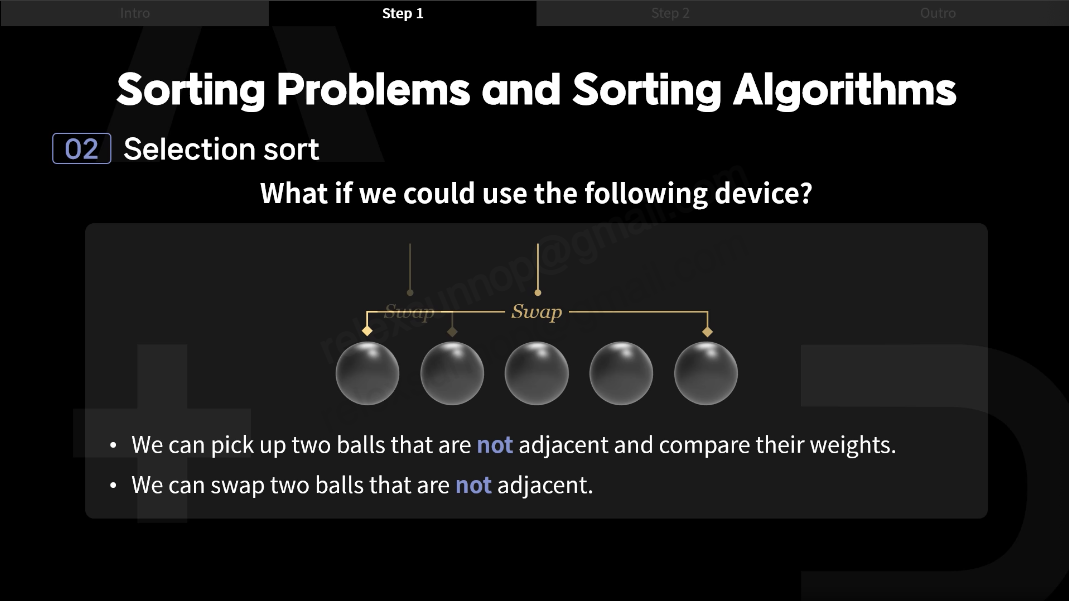 Intro
Step 1
Step 2
Outro
Sorting Problems and Sorting Algorithms
02 Selection sort
What if we could use the following device?
Swap
Swap
• We can pick up two balls that are not adjacent and compare their weights.
• We can swap two balls that are not adjacent.